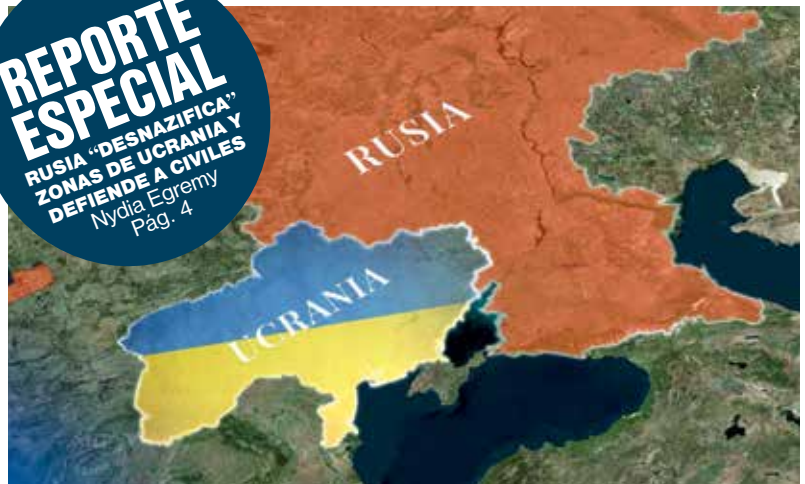 REPORTE
ESPECIAL
RUSIA “DESNAZIFICA”
ZONAS DE UCRANIA Y
DEFIENDE A CIVILES
Nydia Egremy
Pág. 4
RUSIA
UCRANIA